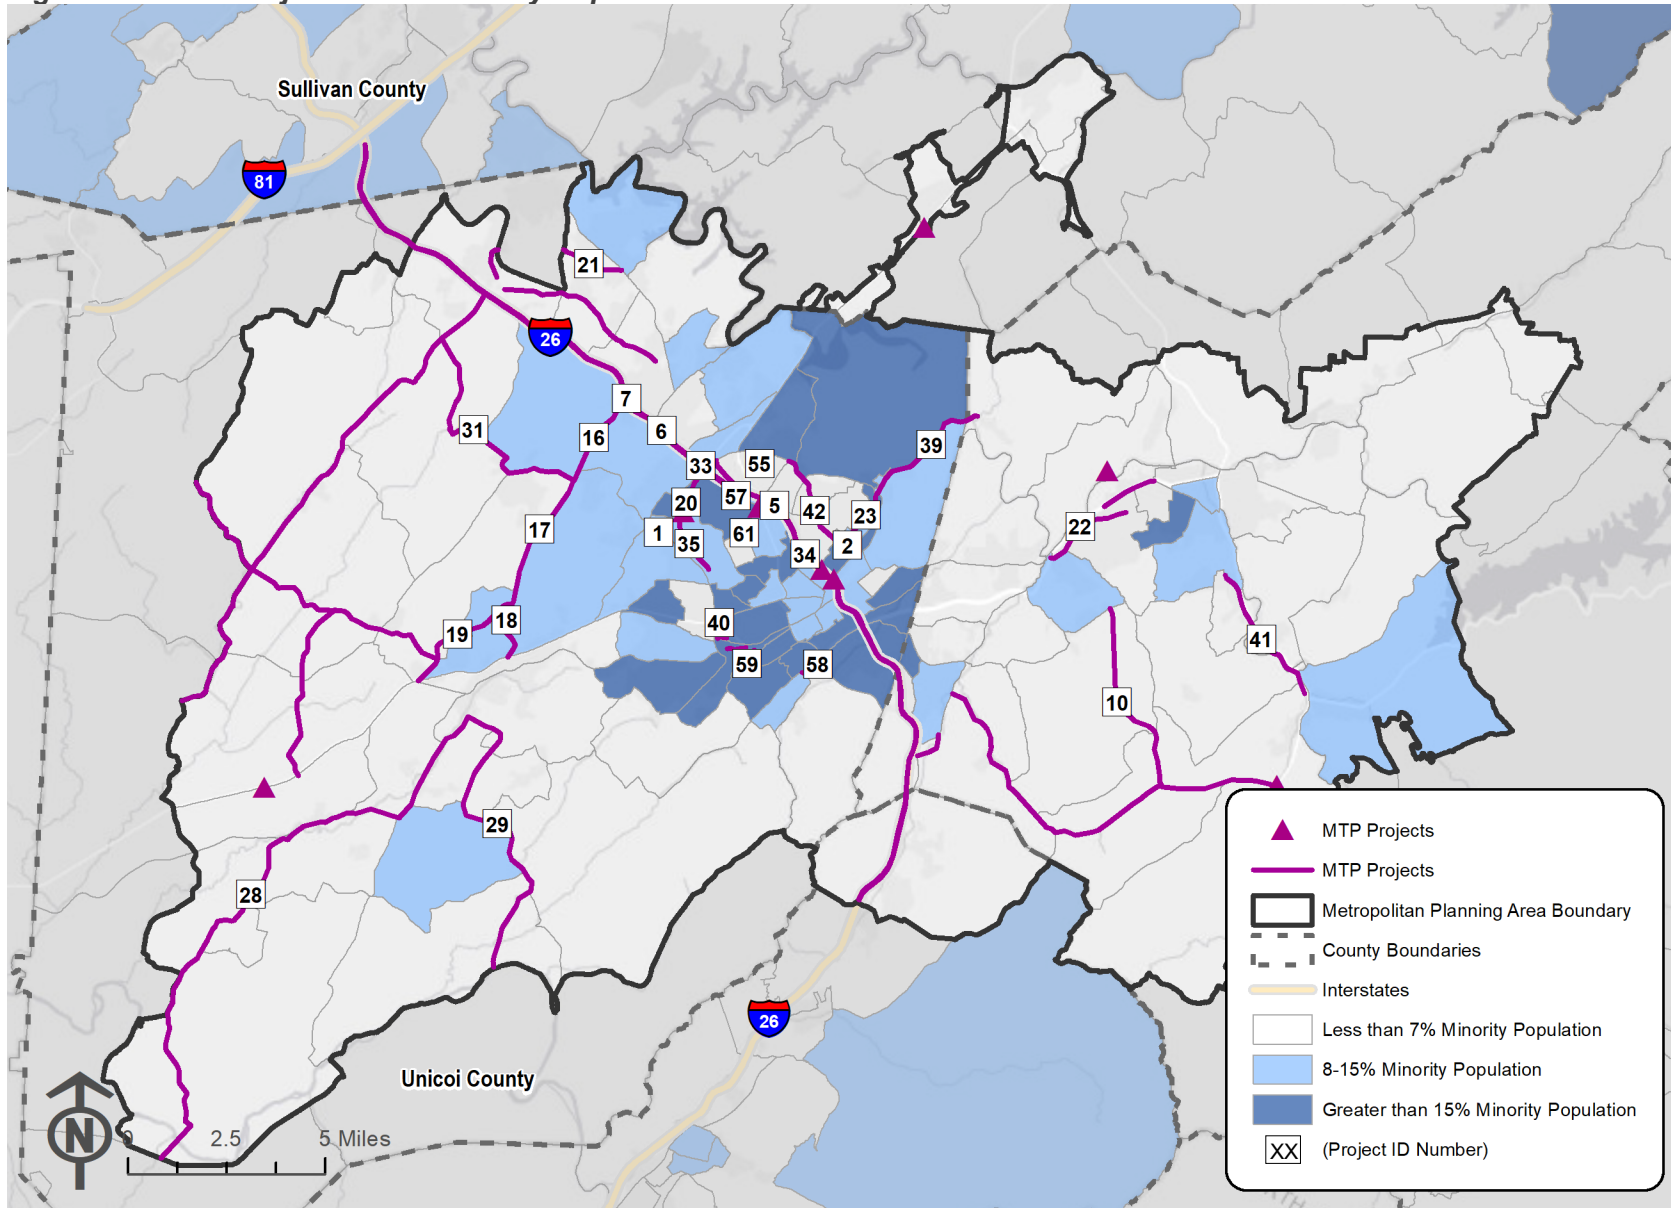 Sullivan County
81
21
26
7
31
16
6
39
33
55
20
57
5
42
23
22
17
1
35
61
34
2
19
18
40
41
59
58
10
29
28
MTP Projects
MTP Projects
Metropolitan Planning Area Boundary
County Boundaries
Interstates
Less than 7% Minority Population
8-15% Minority Population
Greater than 15% Minority Population
XX (Project ID Number)
26
Unicoi County
N
0 2.5 5 Miles